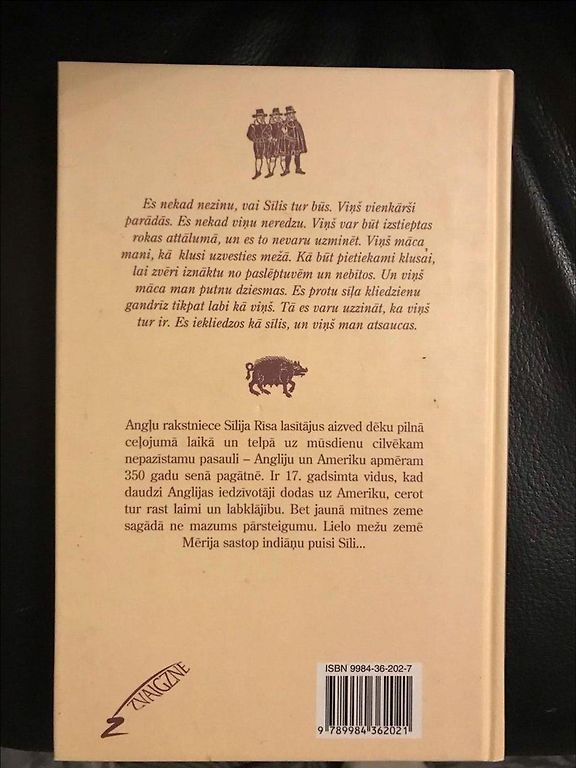 Es nekad nezinu, vai Sīlis tur būs. Viņš vienkārši
parādās. Es nekad viņu neredzu. Viņš var būt izstieptas
rokas attālumā, un es to nevaru uzminēt. Viņš māca
mani, kā klusi uzvesties mežā. Kā būt pietiekami klusai,
lai zvēri iznāktu no paslēptuvēm un nebītos. Un viņš
māca man putnu dziesmas. Es protu sīļa kliedzienu
gandrīz tikpat labi kā viņš. Tā es varu uzzināt, ka viņš
tur ir. Es iekliedzos kā sīlis, un viņš man atsaucas.
Angļu rakstniece Sīlija Rīsa lasītājus aizved dēku pilnā
ceļojumā laikā un telpā uz mūsdienu cilvēkam
nepazīstamu pasauli – Angliju un Ameriku apmēram
350 gadu senā pagātnē. Ir 17. gadsimta vidus, kad
daudzi Anglijas iedzīvotāji dodas uz Ameriku, cerot
tur rast laimi un labklājību. Bet jaunā mītnes zeme
sagādā ne mazums pārsteigumu. Lielo mežu zemē
Mērija sastop indiāņu puisi Sīli...
ZVAIGZNE
ISBN 9984-36-202-7
9 789984 362021